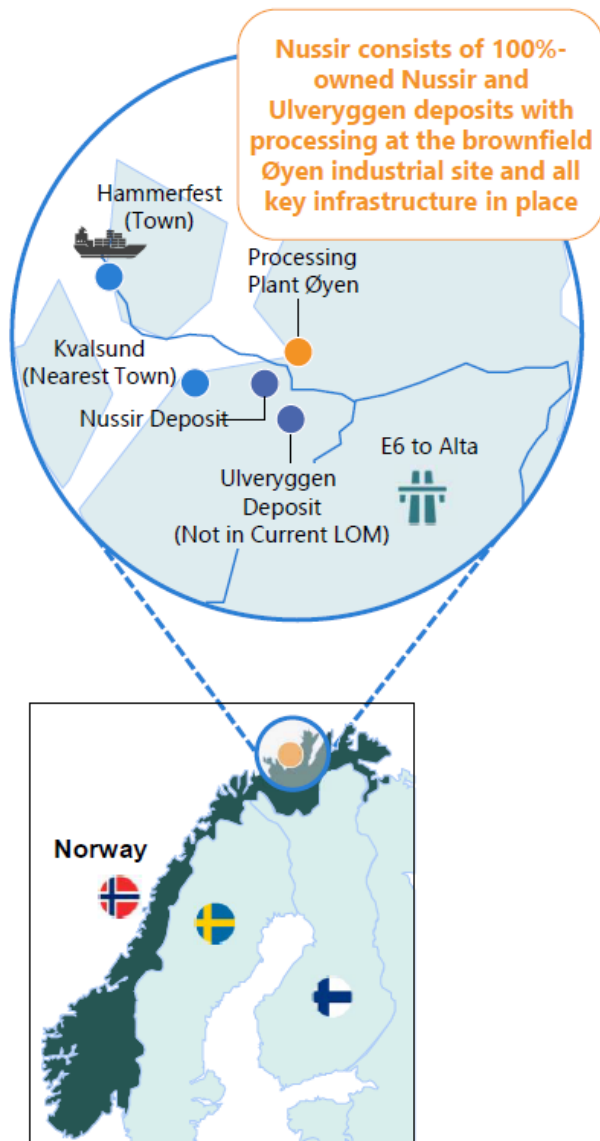 Nussir consists of 100%-
owned Nussir and
Ulveryggen deposits with
processing at the brownfield
Øyen industrial site and all
key infrastructure in place
Hammerfest
(Town)
Processing
Plant Øyen
Kvalsund
(Nearest Town)
Nussir Deposit
E6 to Alta
Ulveryggen
Deposit
(Not in Current LOM)
Norway